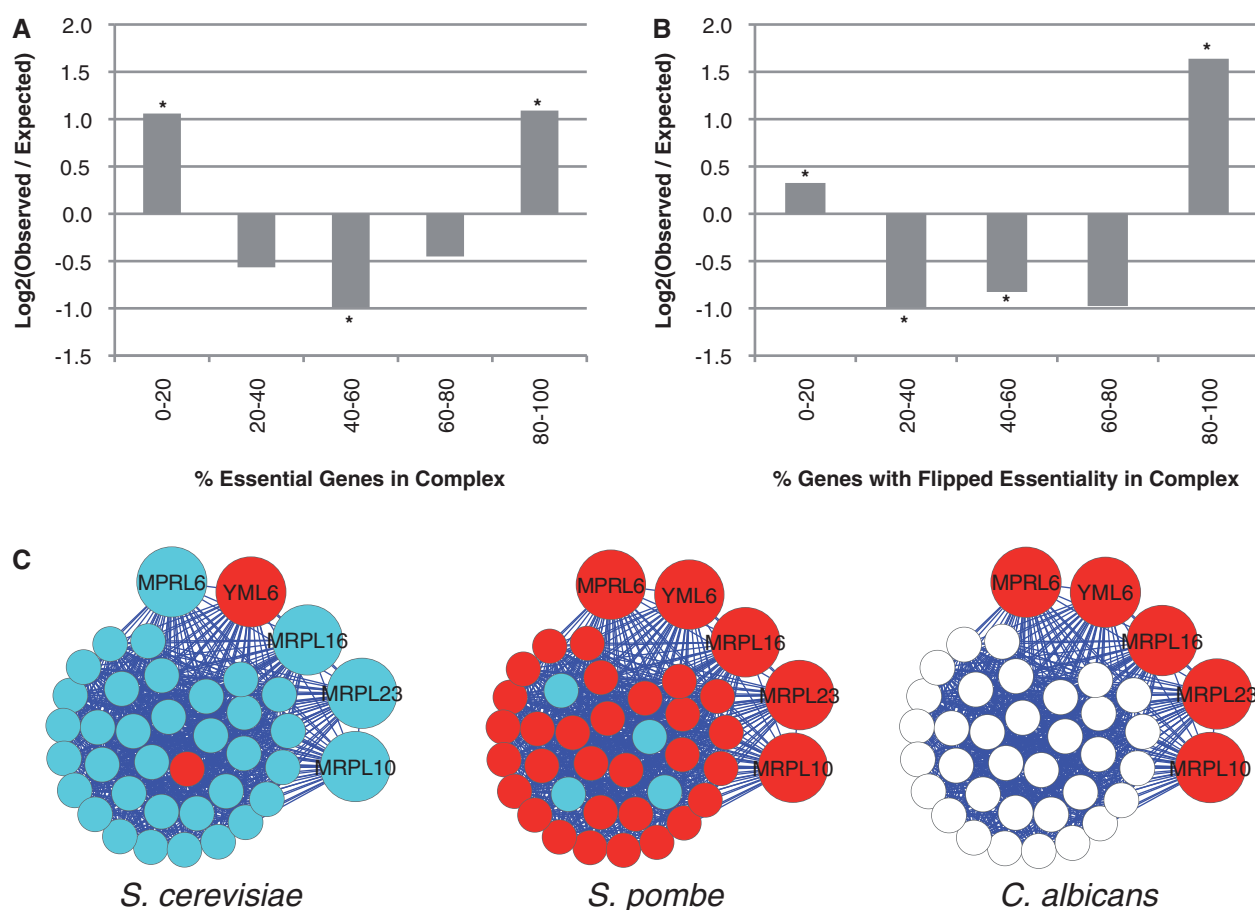 A
Log2(Observed / Expected)
2.0
1.5
1.0
0.5
0.0
-0.5
-1.0
-1.5
*
*
*
0-20
20-40
40-60
60-80
80-100
% Essential Genes in Complex
B
Log2(Observed / Expected)
2.0
1.5
1.0
0.5
0.0
-0.5
-1.0
-1.5
*
*
*
*
0-20
20-40
40-60
60-80
80-100
% Genes with Flipped Essentiality in Complex
C
MPRL6
YML6
MRPL16
MRPL23
MRPL10
S. cerevisiae
MPRL6
YML6
MRPL16
MRPL23
MRPL10
S. pombe
MPRL6
YML6
MRPL16
MRPL23
MRPL10
C. albicans